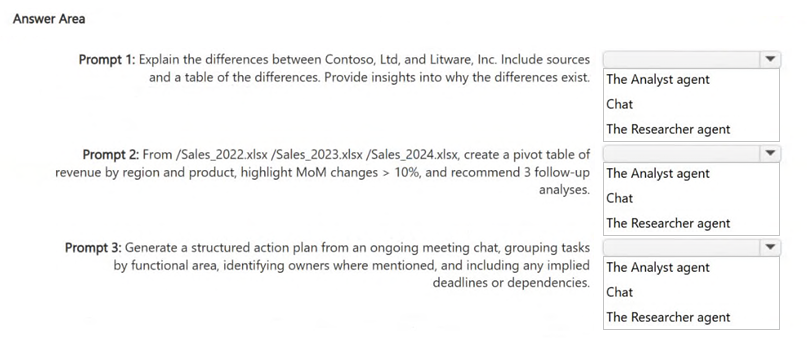 Answer Area
Prompt 1: Explain the differences between Contoso, Ltd, and Litware, Inc. Include sources
and a table of the differences. Provide insights into why the differences exist.
The Analyst agent
Chat
The Researcher agent
Prompt 2: From /Sales_2022.xlsx /Sales_2023.xlsx /Sales_2024.xlsx, create a pivot table of
revenue by region and product, highlight MoM changes > 10%, and recommend 3 follow-up
analyses.
The Analyst agent
Chat
The Researcher agent
Prompt 3: Generate a structured action plan from an ongoing meeting chat, grouping tasks
by functional area, identifying owners where mentioned, and including any implied
deadlines or dependencies.
The Analyst agent
Chat
The Researcher agent